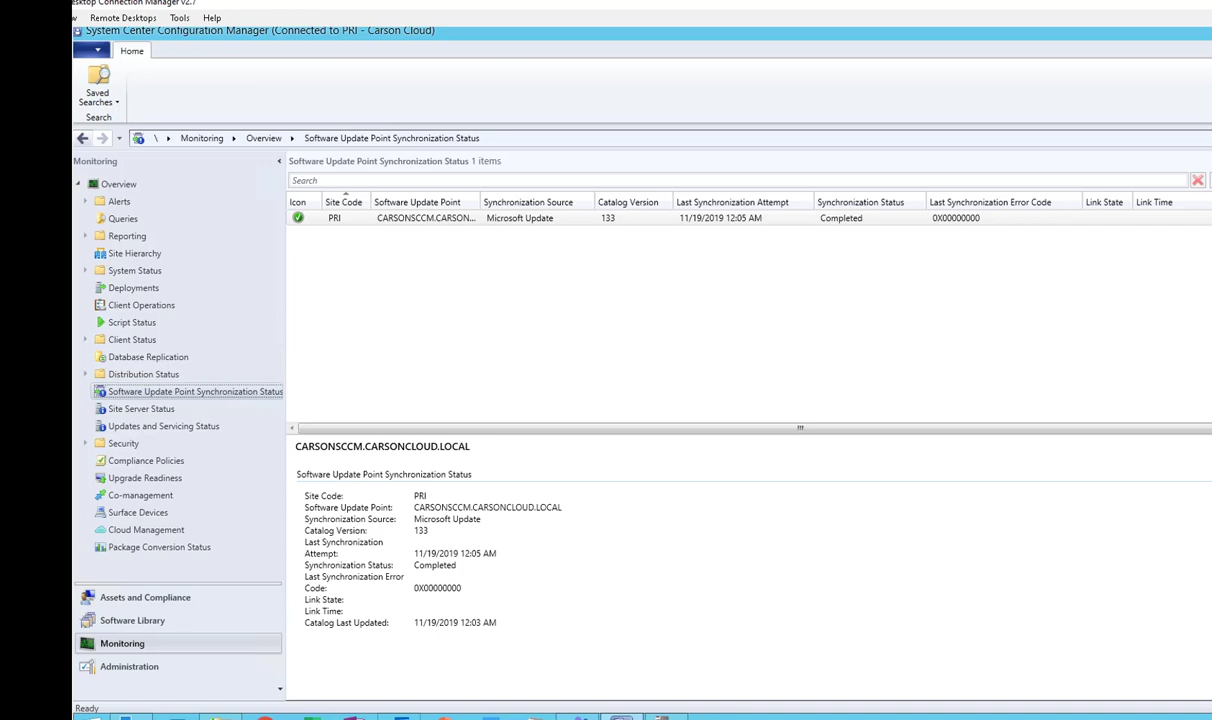 esktop Connection Manager v2.7
w Remote Desktops Tools Help
System Center Configuration Manager (Connected to PRI - Carson Cloud)
Home
Saved
Searches
Search
\ Monitoring Overview Software Update Point Synchronization Status
Monitoring
Overview
Alerts
Queries
Reporting
Site Hierarchy
System Status
Deployments
Client Operations
Script Status
Client Status
Database Replication
Distribution Status
Software Update Point Synchronization Status
Site Server Status
Updates and Servicing Status
Security
Compliance Policies
Upgrade Readiness
Co-management
Surface Devices
Cloud Management
Package Conversion Status
Assets and Compliance
Software Library
Monitoring
Administration
Software Update Point Synchronization Status 1 items
Search
Icon Site Code Software Update Point Synchronization Source Catalog Version Last Synchronization Attempt Synchronization Status Last Synchronization Error Code Link State Link Time
PRI CARSONSCCM.CARSON... Microsoft Update 133 11/19/2019 12:05 AM Completed 0X00000000
CARSONSCCM.CARSONCLOUD.LOCAL
Software Update Point Synchronization Status
Site Code: PRI
Software Update Point: CARSONSCCM.CARSONCLOUD.LOCAL
Synchronization Source: Microsoft Update
Catalog Version: 133
Last Synchronization
Attempt: 11/19/2019 12:05 AM
Synchronization Status: Completed
Last Synchronization Error
Code: 0X00000000
Link State:
Link Time:
Catalog Last Updated: 11/19/2019 12:03 AM
Ready